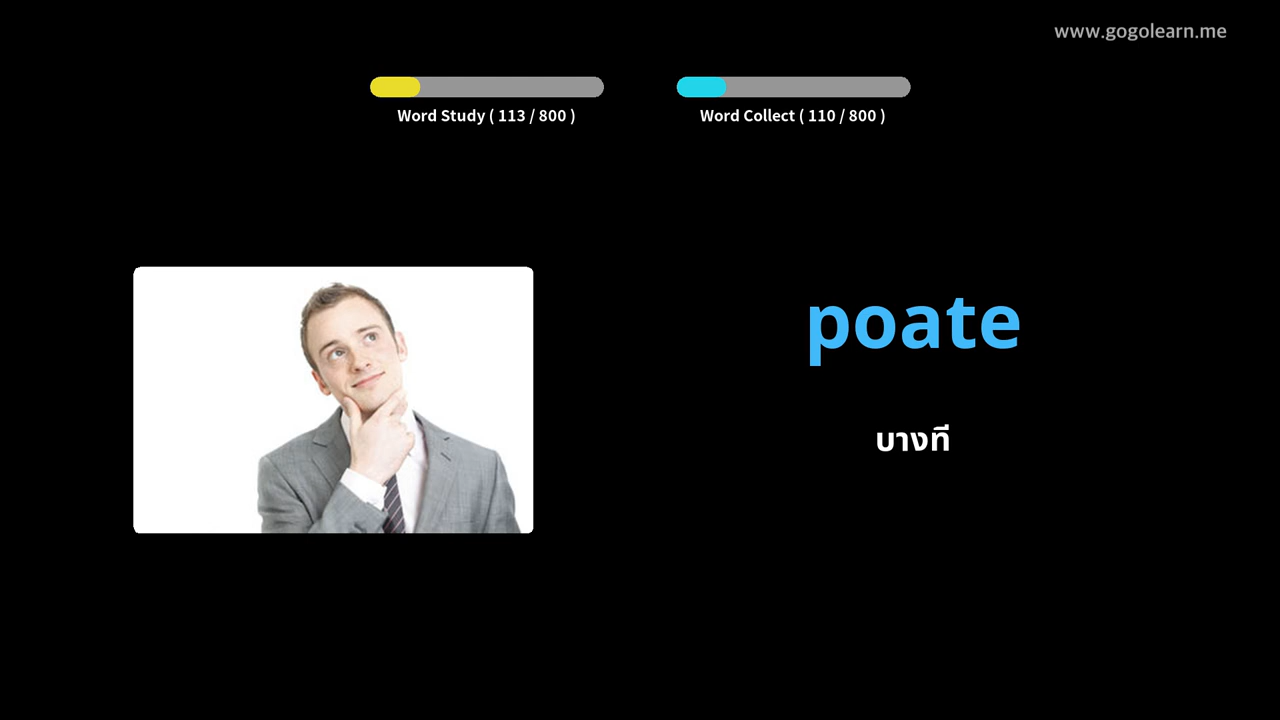 www.gogolearn.me
Word Study ( 113 / 800 )
Word Collect ( 110 / 800 )
poate
บางที